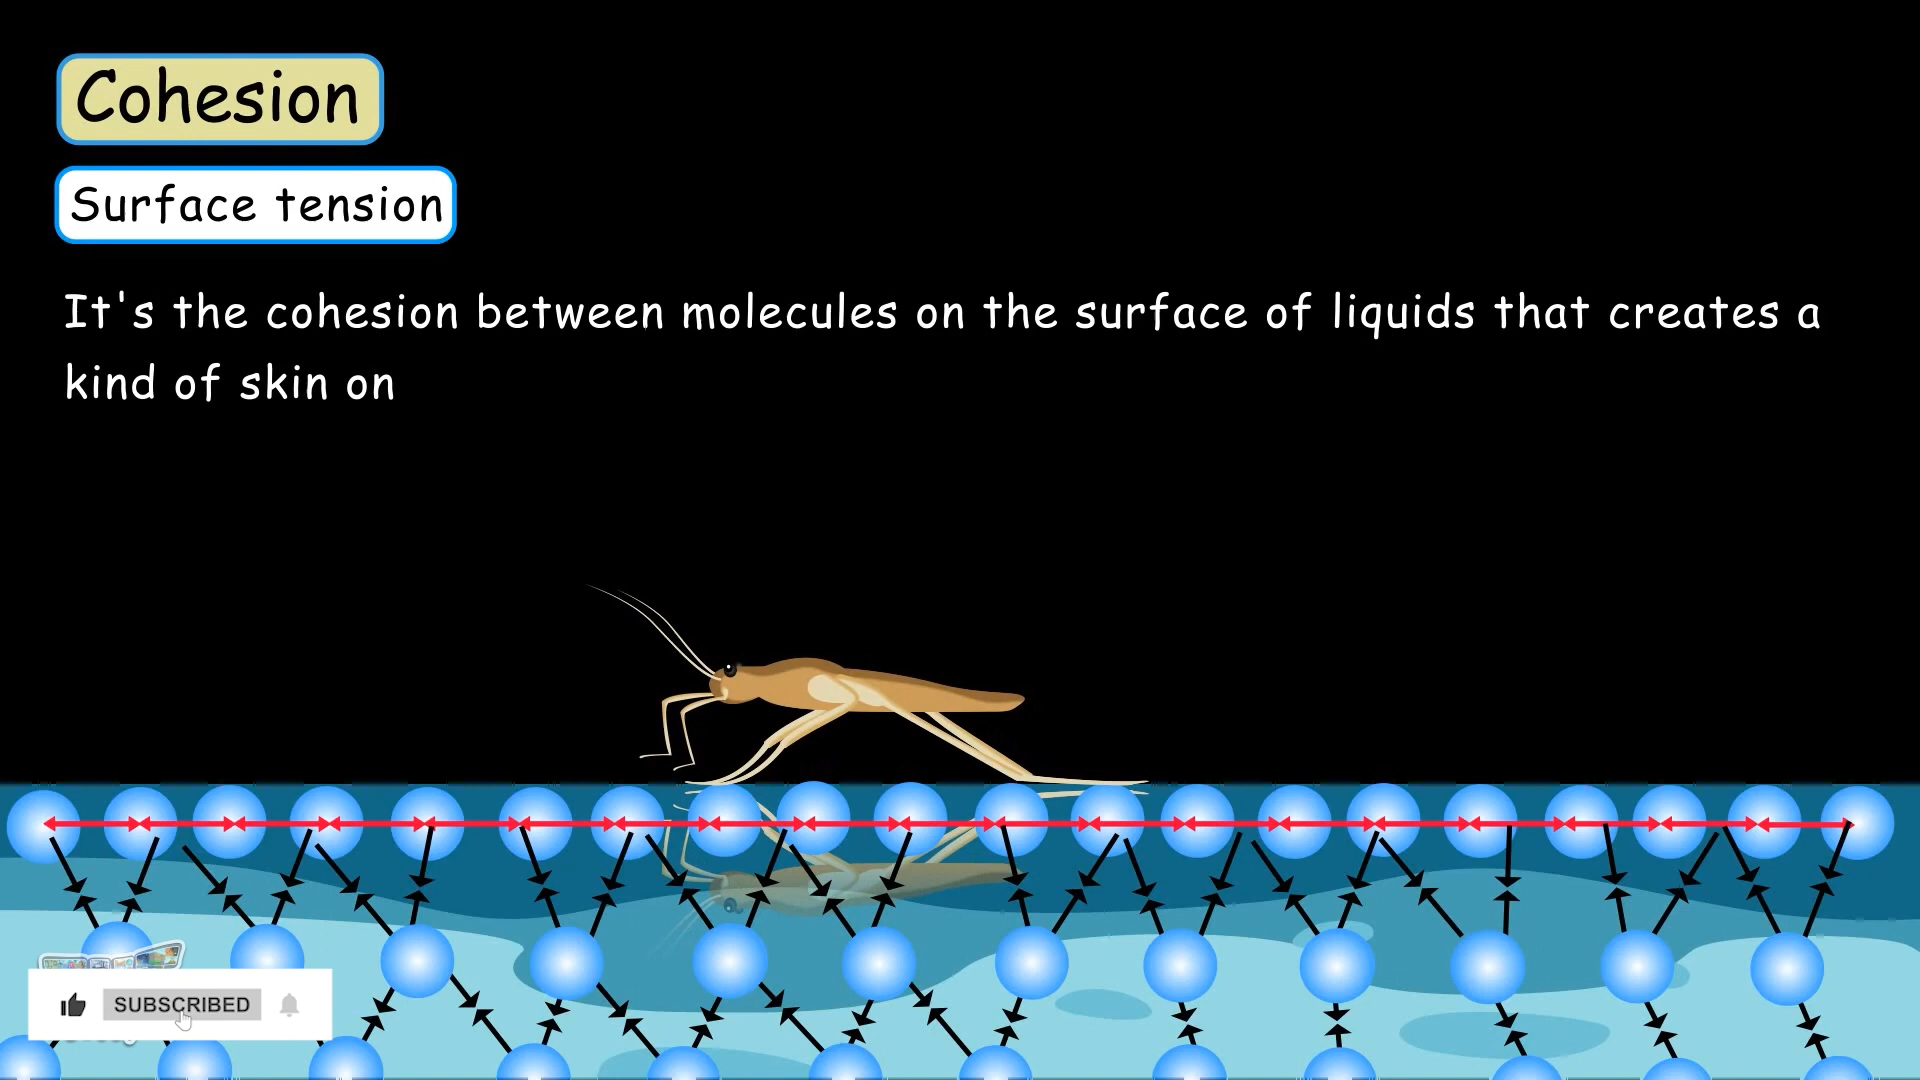 Cohesion
Surface tension
It's the cohesion between molecules on the surface of liquids that creates a
kind of skin on
SUBSCRIBED